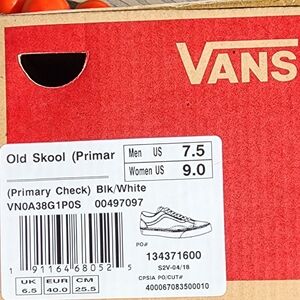 VANS
Old Skool (Primar
Men US 7.5
Women US 9.0
(Primary Check) Blk/White
VN0A38G1P0S 00497097
1 91164 68052 5
PO#
134371600
S2V-04/18
CPSIA PO/CUT#
400067083500010
UK EUR CM
6.5 40.0 25.5